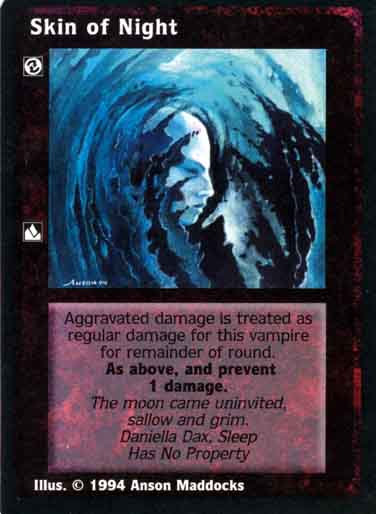 Skin of Night
ANSON 94
Aggravated damage is treated as
regular damage for this vampire
for remainder of round.
As above, and prevent
1 damage.
The moon came uninvited,
sallow and grim.
Daniella Dax, Sleep
Has No Property
Illus. © 1994 Anson Maddocks